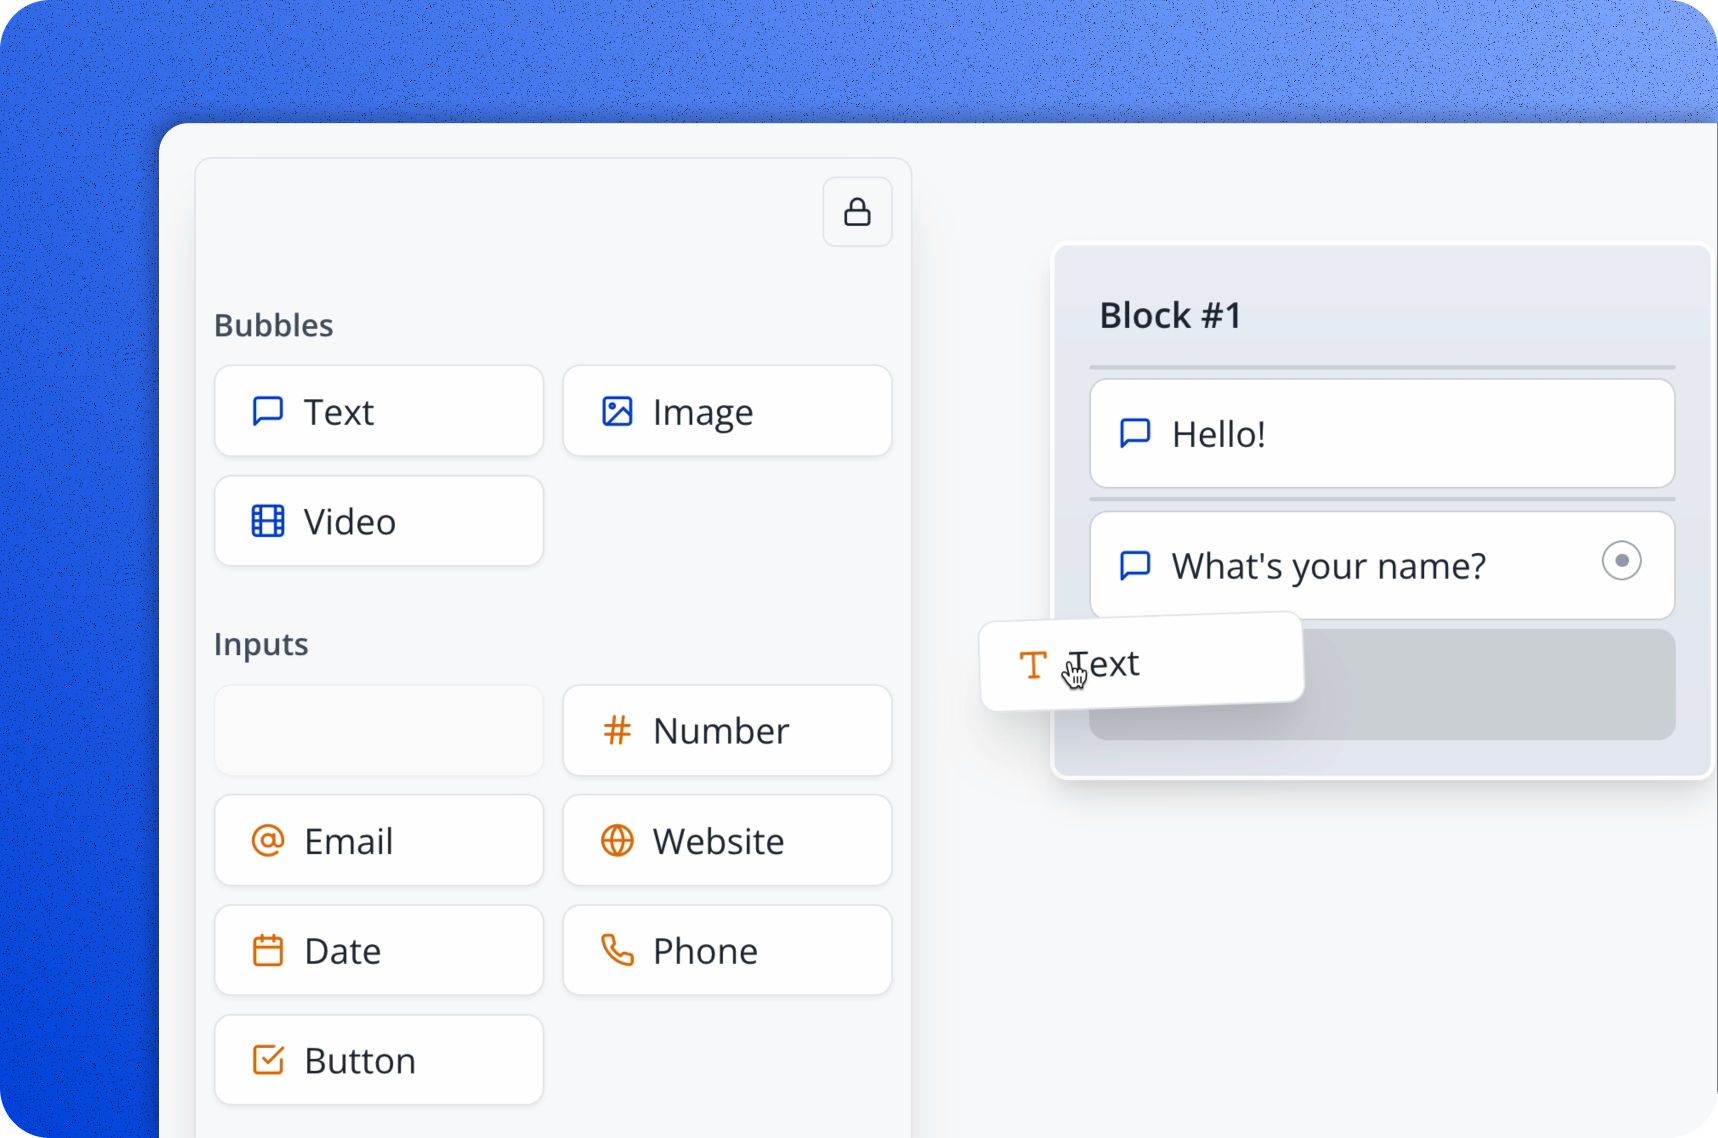 Bubbles
Text
Image
Video
Inputs
Number
Email
Website
Date
Phone
Button
Block #1
Hello!
What's your name?
Text